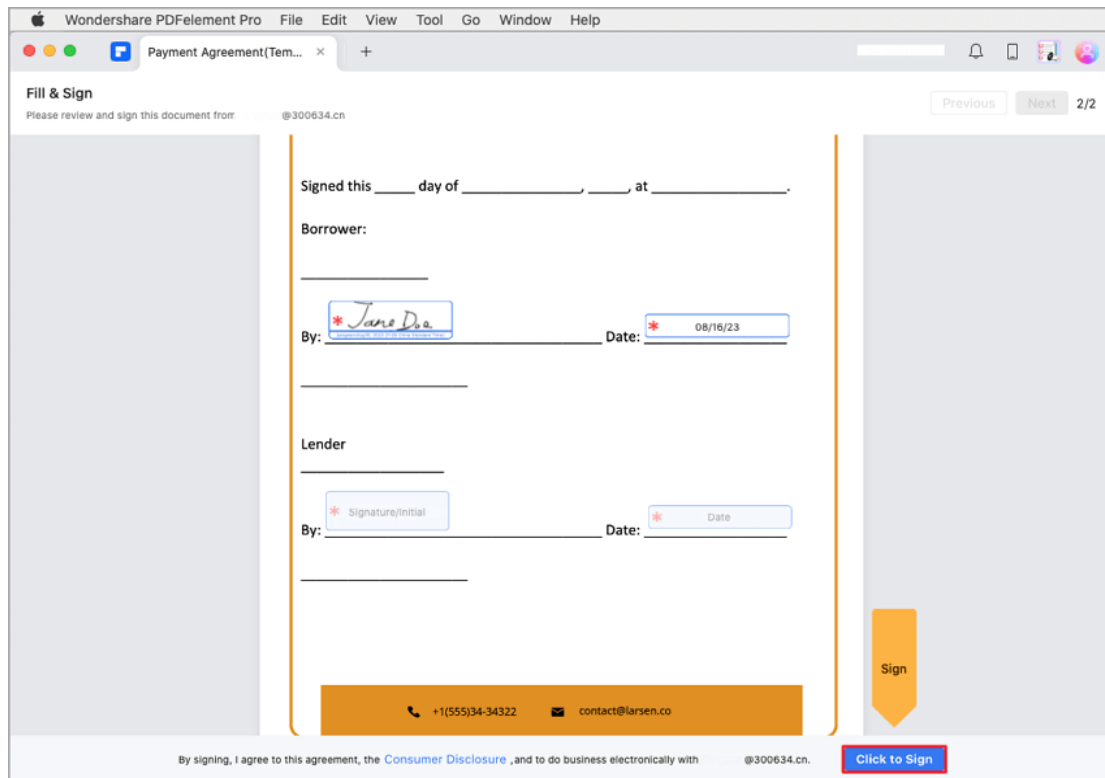 Wondershare PDFelement Pro File Edit View Tool Go Window Help
Payment Agreement(Tem... × +
Fill & Sign
Please review and sign this document from @300634.cn
Previous Next 2/2
Signed this _____ day of _______________, _____, at _________________.
Borrower:
* Jane Doe
* 08/16/23
By: Date:
Lender
* Signature/Initial
* Date
By: Date:
Sign
+1(555)34-34322 contact@larsen.co
By signing, I agree to this agreement, the Consumer Disclosure ,and to do business electronically with @300634.cn.
Click to Sign